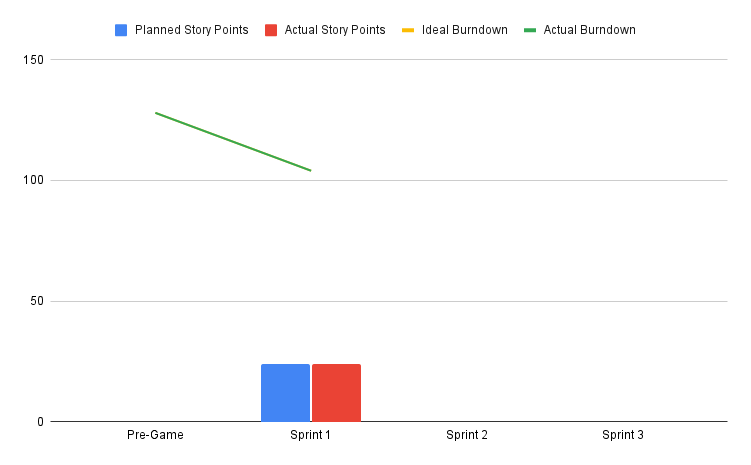 Planned Story Points Actual Story Points Ideal Burndown Actual Burndown
150
100
50
0
Pre-Game Sprint 1 Sprint 2 Sprint 3